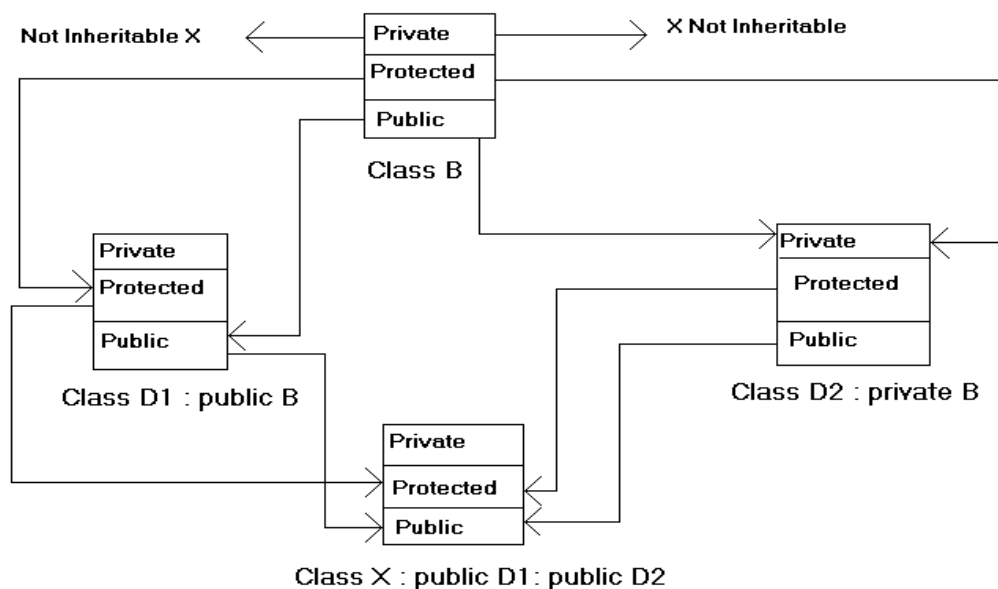 Not Inheritable X
Private
X Not Inheritable
Protected
Public
Class B
Private
Protected
Public
Class D1 : public B
Private
Protected
Public
Class D2 : private B
Private
Protected
Public
Class X : public D1: public D2